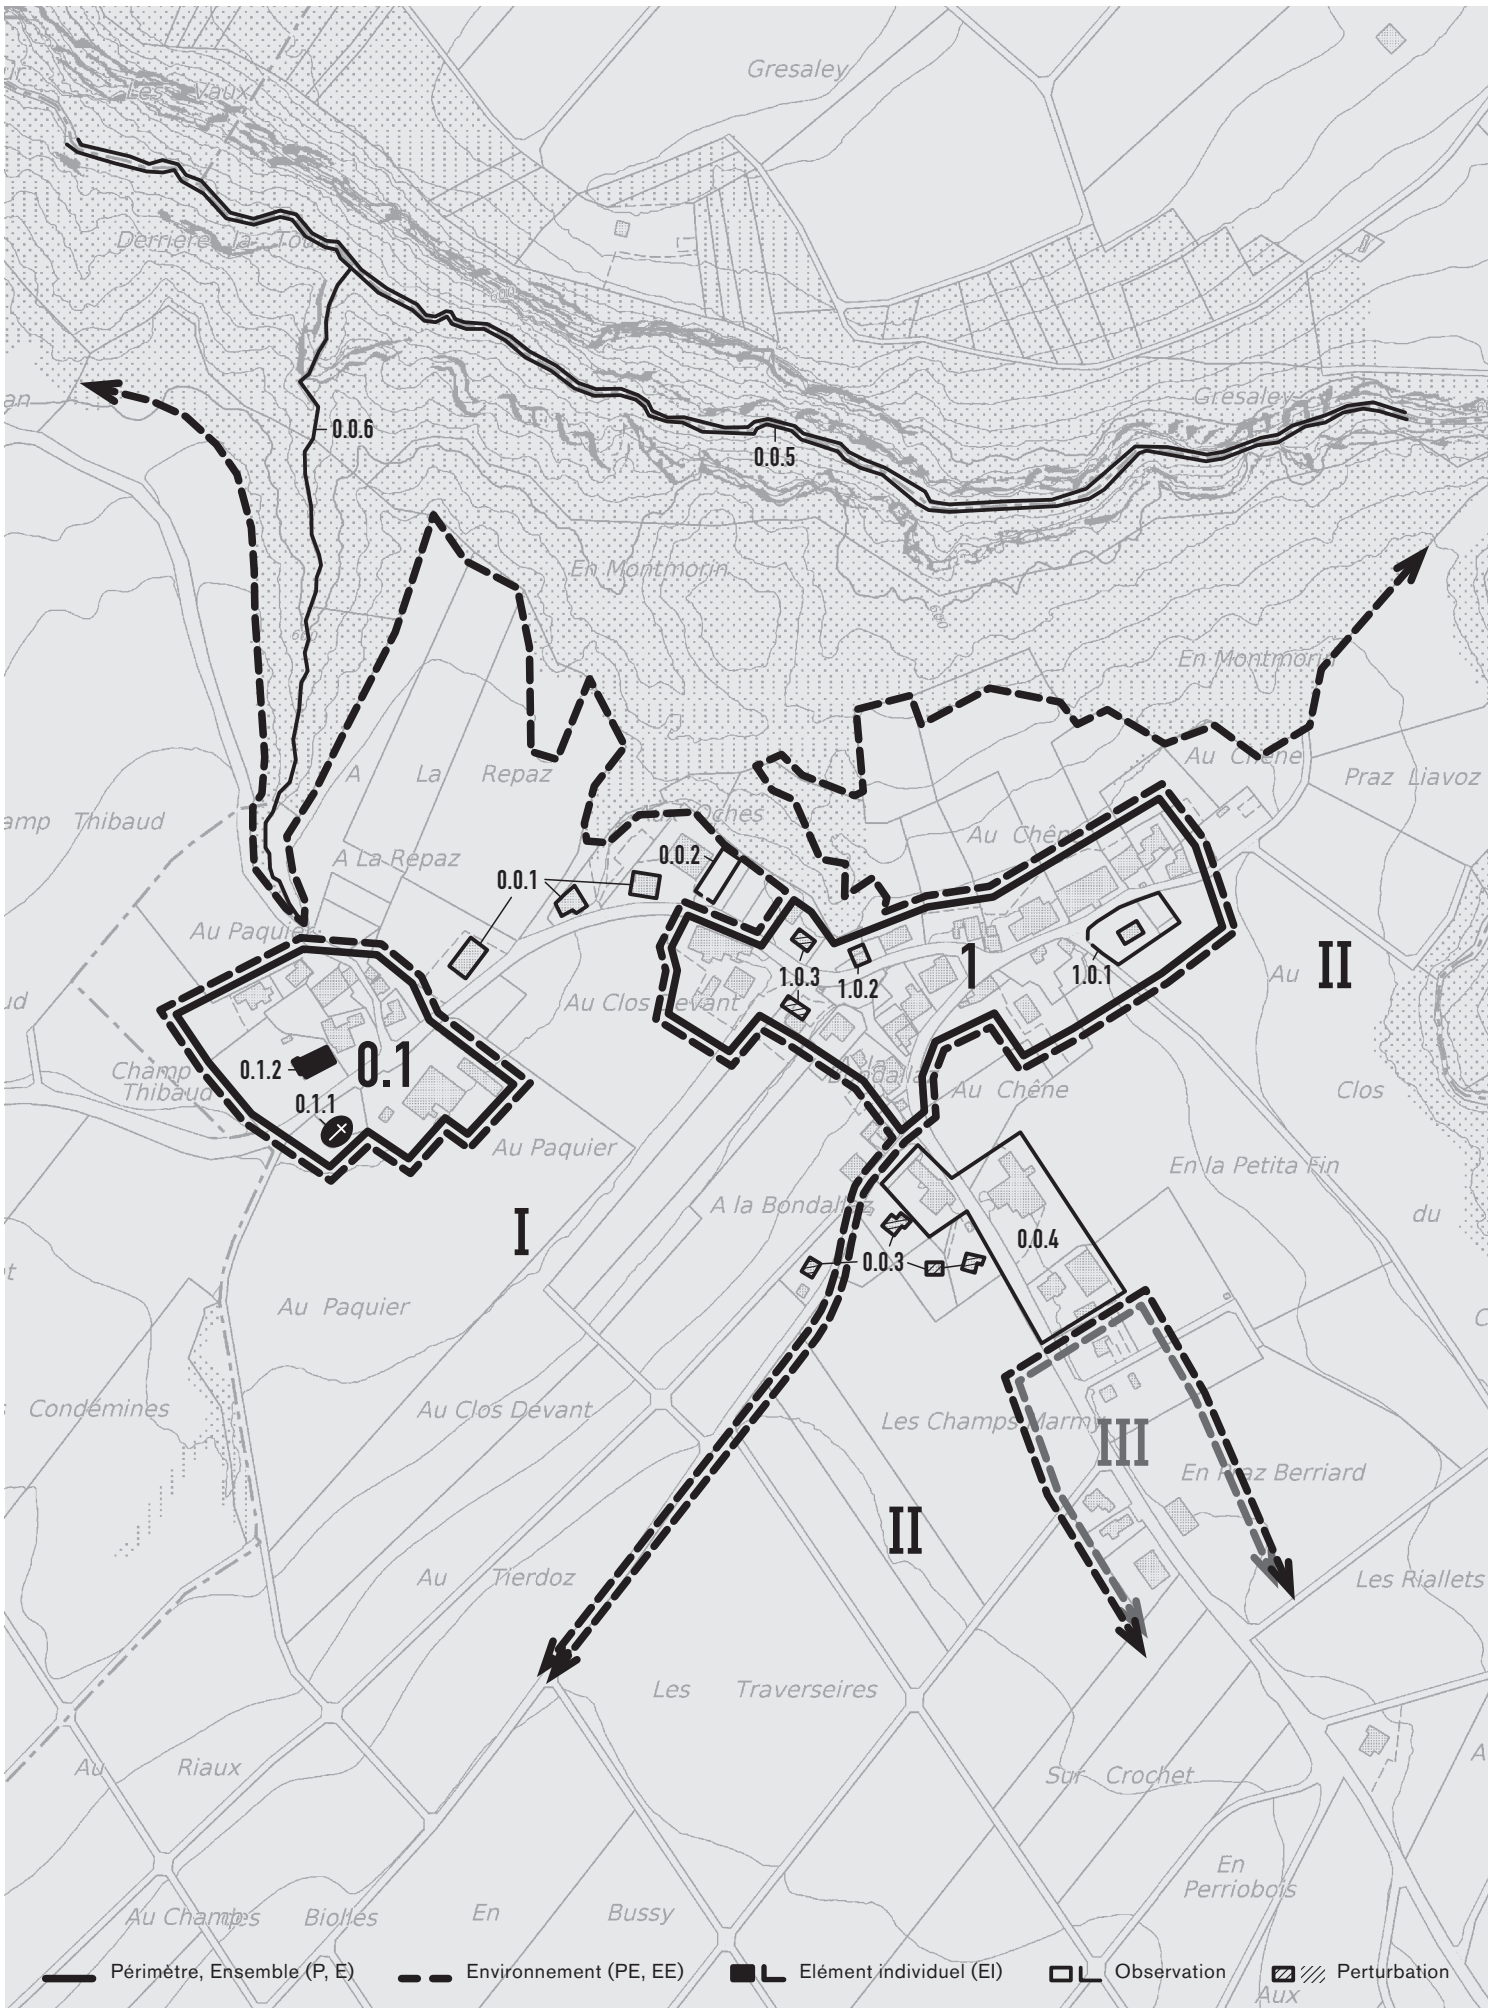 Gresaley
Les Vaux
Derrière la
Gresaley
600
0.0.6
0.0.5
En Montmorin
600
600
En Montmorin
Au Chêne
Praz Liavoz
A La Repaz
Thibaud
Oches
Au
A La Repaz
0.0.2
0.0.1
Au Paquier
1
II
1.0.3
1.0.2
1.0.1
Au
Au Clos Devant
0.1
0.1.2
Champ
Thibaud
0.1.1
Au Chêne
Clos
Au Paquier
En la Petita Fin
I
A la
du
0.0.4
0.0.3
Au Paquier
Condémines
Au Clos Devant
Les Champs Marmy
III
En Praz Berriard
II
Au Tierdoz
Les Riallets
Les Traverseires
Au Riaux
Sur Crochet
En
Perriobois
Au Biolles
En Bussy
Périmètre, Ensemble (P, E)
Environnement (PE, EE)
Elément individuel (EI)
Observation
Perturbation
Aux